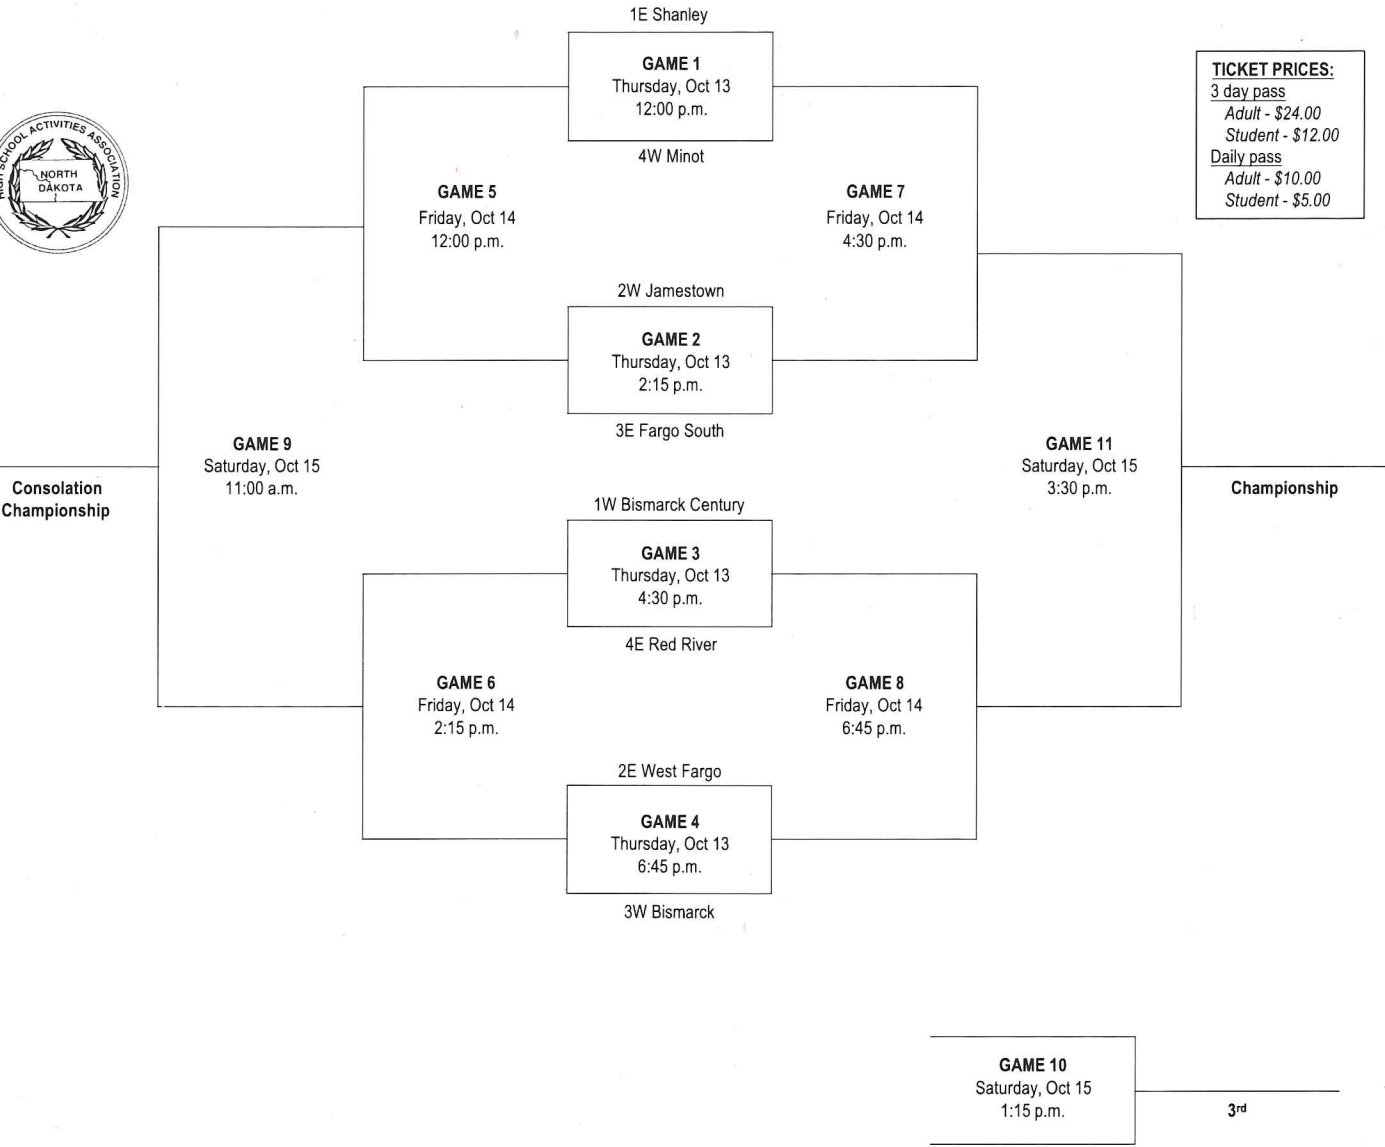 1E Shanley
GAME 1
Thursday, Oct 13
12:00 p.m.
4W Minot
TICKET PRICES:
3 day pass
Adult - $24.00
Student - $12.00
Daily pass
Adult - $10.00
Student - $5.00
SCHOOL ACTIVITIES ASSOCIATION
NORTH
DAKOTA
GAME 5
Friday, Oct 14
12:00 p.m.
GAME 7
Friday, Oct 14
4:30 p.m.
2W Jamestown
GAME 2
Thursday, Oct 13
2:15 p.m.
3E Fargo South
GAME 9
Saturday, Oct 15
11:00 a.m.
GAME 11
Saturday, Oct 15
3:30 p.m.
Consolation
Championship
Championship
1W Bismarck Century
GAME 3
Thursday, Oct 13
4:30 p.m.
4E Red River
GAME 6
Friday, Oct 14
2:15 p.m.
GAME 8
Friday, Oct 14
6:45 p.m.
2E West Fargo
GAME 4
Thursday, Oct 13
6:45 p.m.
3W Bismarck
GAME 10
Saturday, Oct 15
1:15 p.m.
3rd